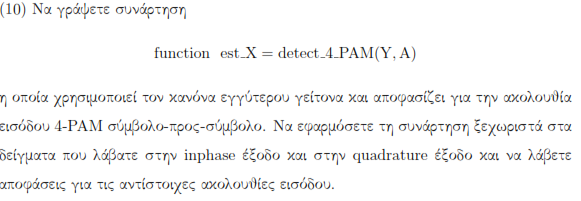 (10) Να γράψετε συνάρτηση
function est_X = detect_4_PAM(Y, A)
η οποία χρησιμοποιεί τον κανόνα εγγύτερου γείτονα και αποφασίζει για την ακολουθία
εισόδου 4-PAM σύμβολο-προς-σύμβολο. Να εφαρμόσετε τη συνάρτηση ξεχωριστά στα
δείγματα που λάβατε στην inphase έξοδο και στην quadrature έξοδο και να λάβετε
αποφάσεις για τις αντίστοιχες ακολουθίες εισόδου.